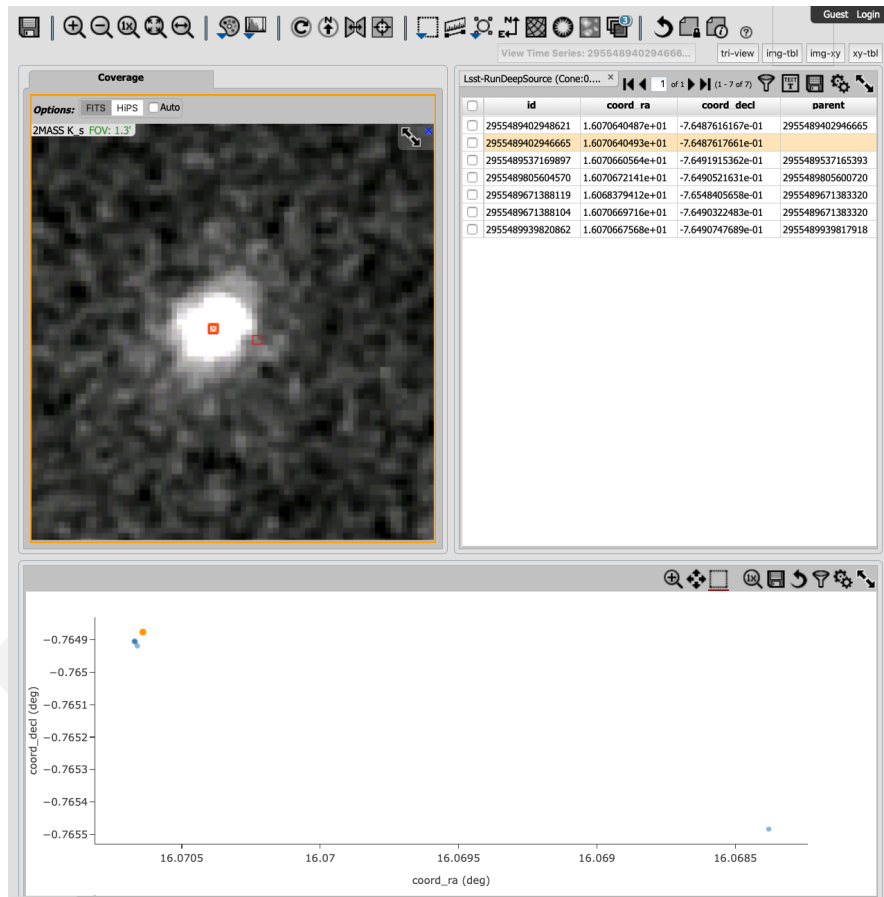 Guest Login
3
View Time Series: 295548940294666... tri-view img-tbl img-xy xy-tbl
Coverage
Options: FITS HiPS Auto
2MASS K_s FOV: 1.3'
Lsst-RunDeepSource (Cone:0.... × 1 of 1 (1 - 7 of 7) TEXT
id coord_ra coord_decl parent
2955489402948621 1.6070640487e+01 -7.6487616167e-01 2955489402946665
2955489402946665 1.6070640493e+01 -7.6487617661e-01
2955489537169897 1.6070660564e+01 -7.6491915362e-01 2955489537165393
2955489805604570 1.6070672141e+01 -7.6490521631e-01 2955489805600720
2955489671388119 1.6068379412e+01 -7.6548405658e-01 2955489671383320
2955489671388104 1.6070669716e+01 -7.6490322483e-01 2955489671383320
2955489939820862 1.6070667568e+01 -7.6490747689e-01 2955489939817918
−0.7649
−0.765
−0.7651
−0.7652
−0.7653
−0.7654
−0.7655
coord_decl (deg)
16.0705 16.07 16.0695 16.069 16.0685
coord_ra (deg)